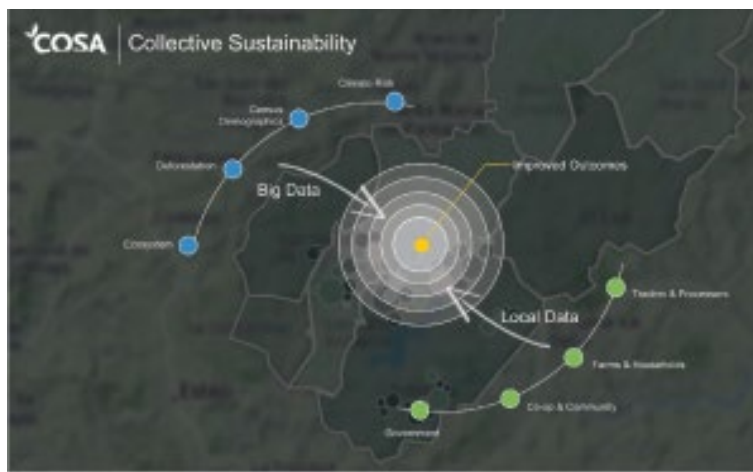 COSA
Collective Sustainability
Climate Risk
Census
Demographics
Deforestation
Ecosystem
Big Data
Improved Outcomes
Local Data
Traders & Processors
Farms & Households
Co-op & Community
Government